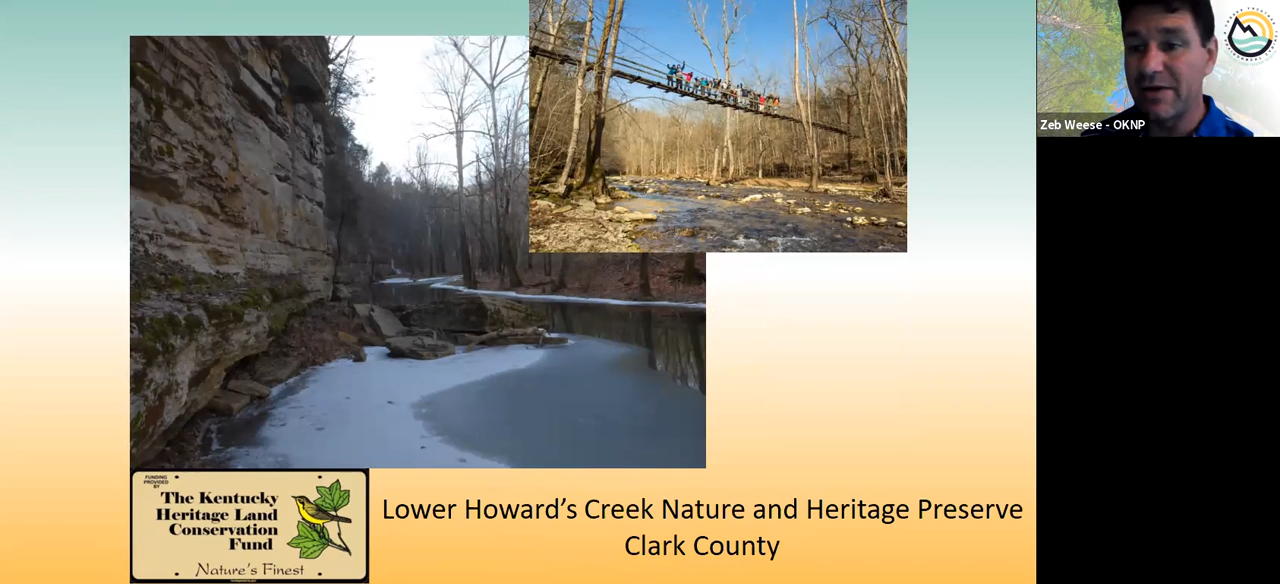 Zeb Weese - OKNP
FUNDING
PROVIDED
BY
The Kentucky
Heritage Land
Conservation
Fund
Nature's Finest
Lower Howard’s Creek Nature and Heritage Preserve
Clark County